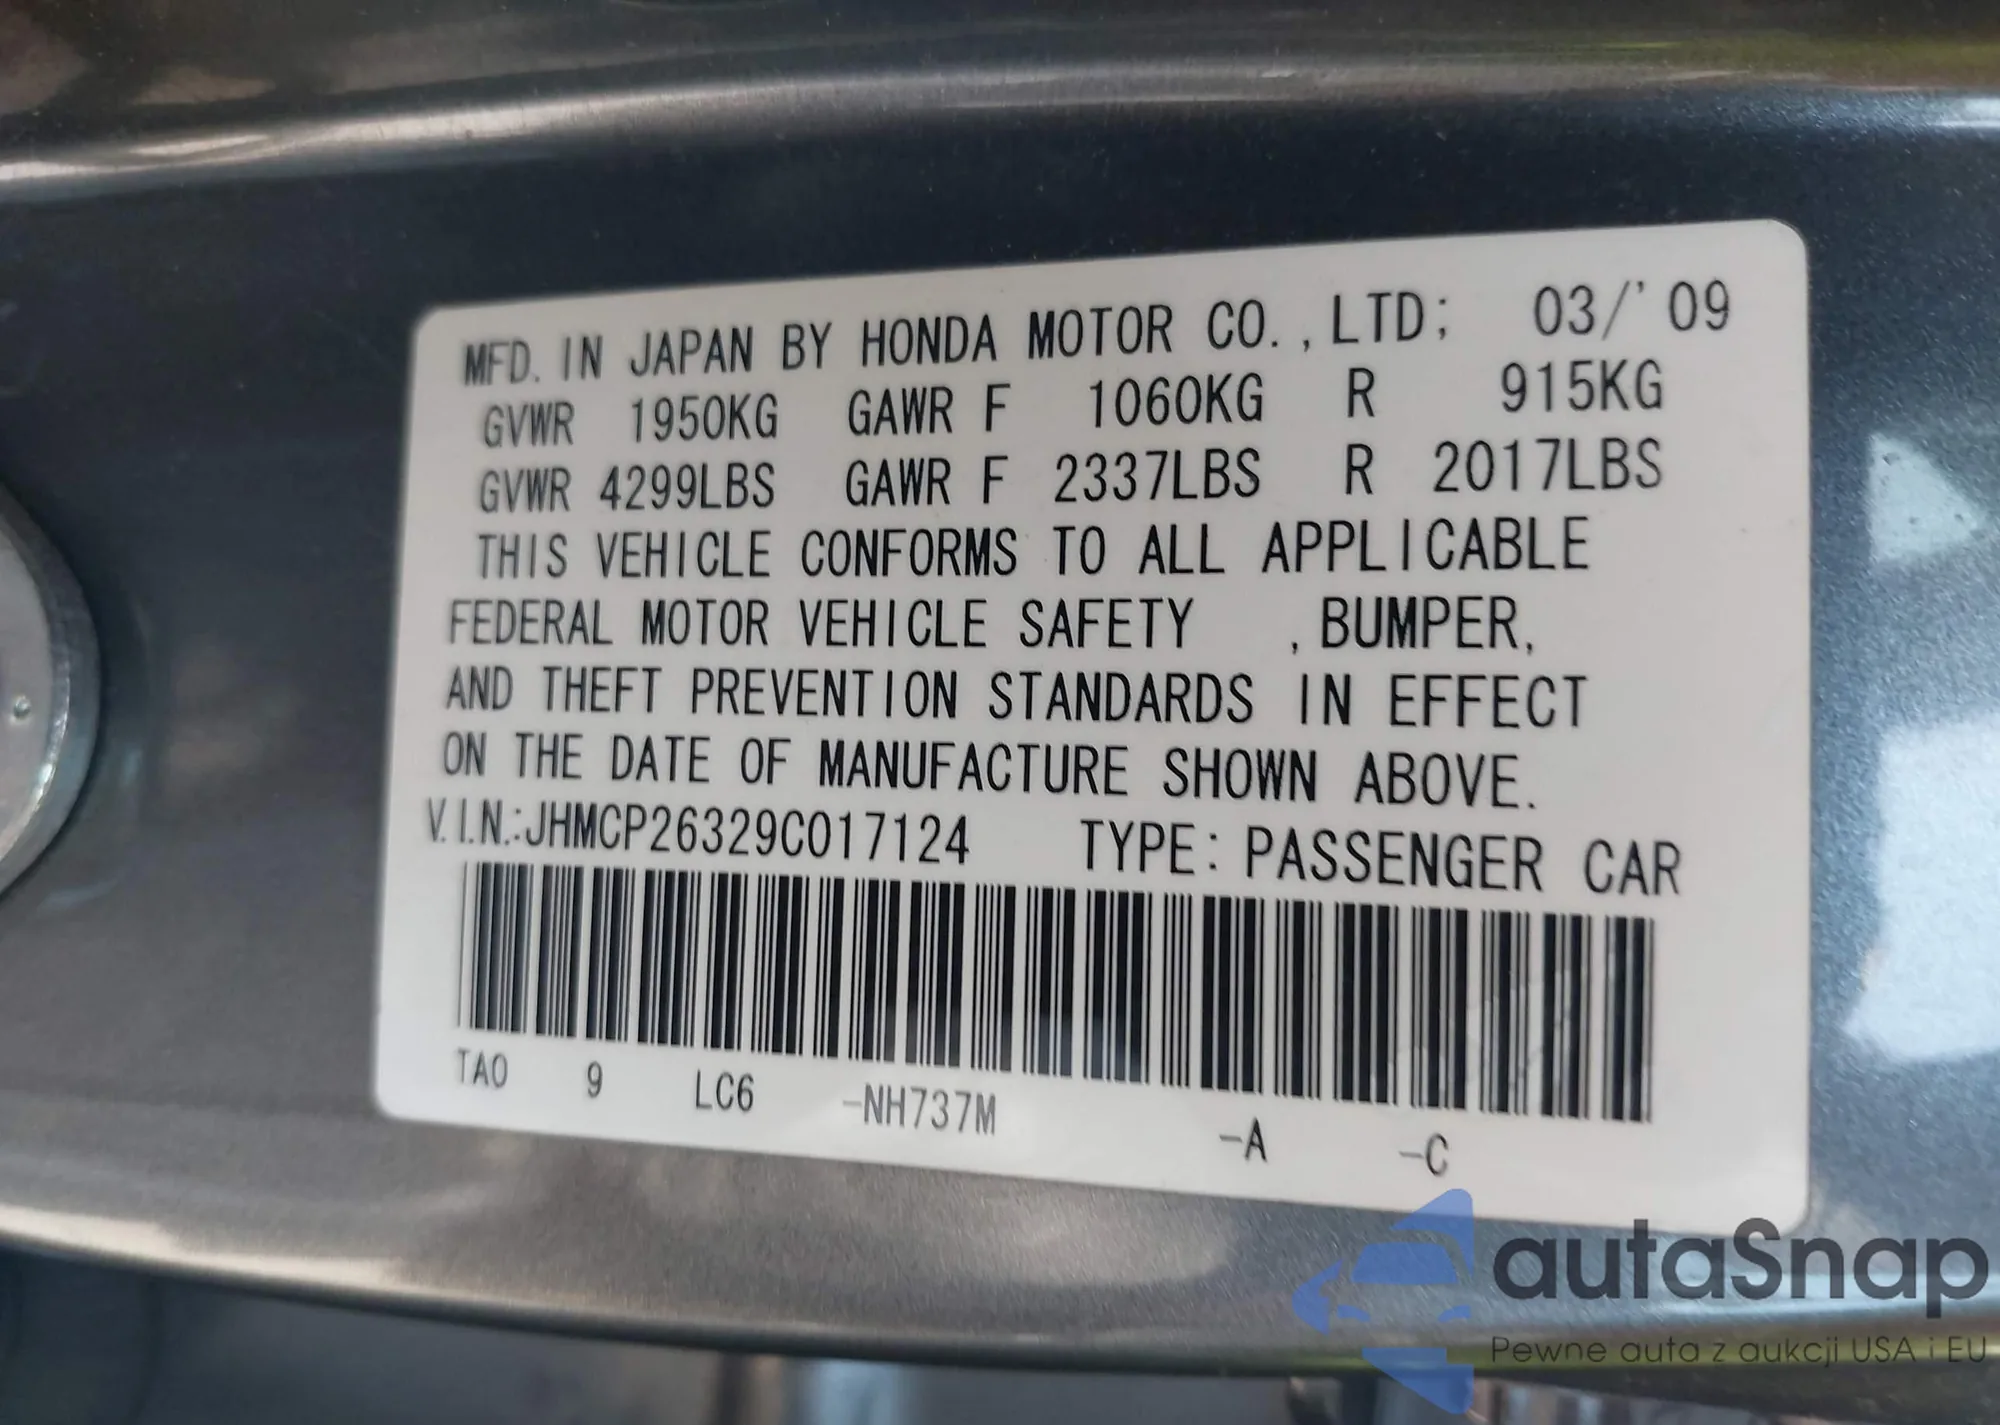 MFD. IN JAPAN BY HONDA MOTOR CO., LTD; 03/'09
GVWR 1950KG GAWR F 1060KG R 915KG
GVWR 4299LBS GAWR F 2337LBS R 2017LBS
THIS VEHICLE CONFORMS TO ALL APPLICABLE
FEDERAL MOTOR VEHICLE SAFETY , BUMPER,
AND THEFT PREVENTION STANDARDS IN EFFECT
ON THE DATE OF MANUFACTURE SHOWN ABOVE.
V.I.N.:JHMCP26329C017124 TYPE: PASSENGER CAR
TA0 9 LC6 -NH737M -A -C
autaSnap
Pewne auta z aukcji USA i EU